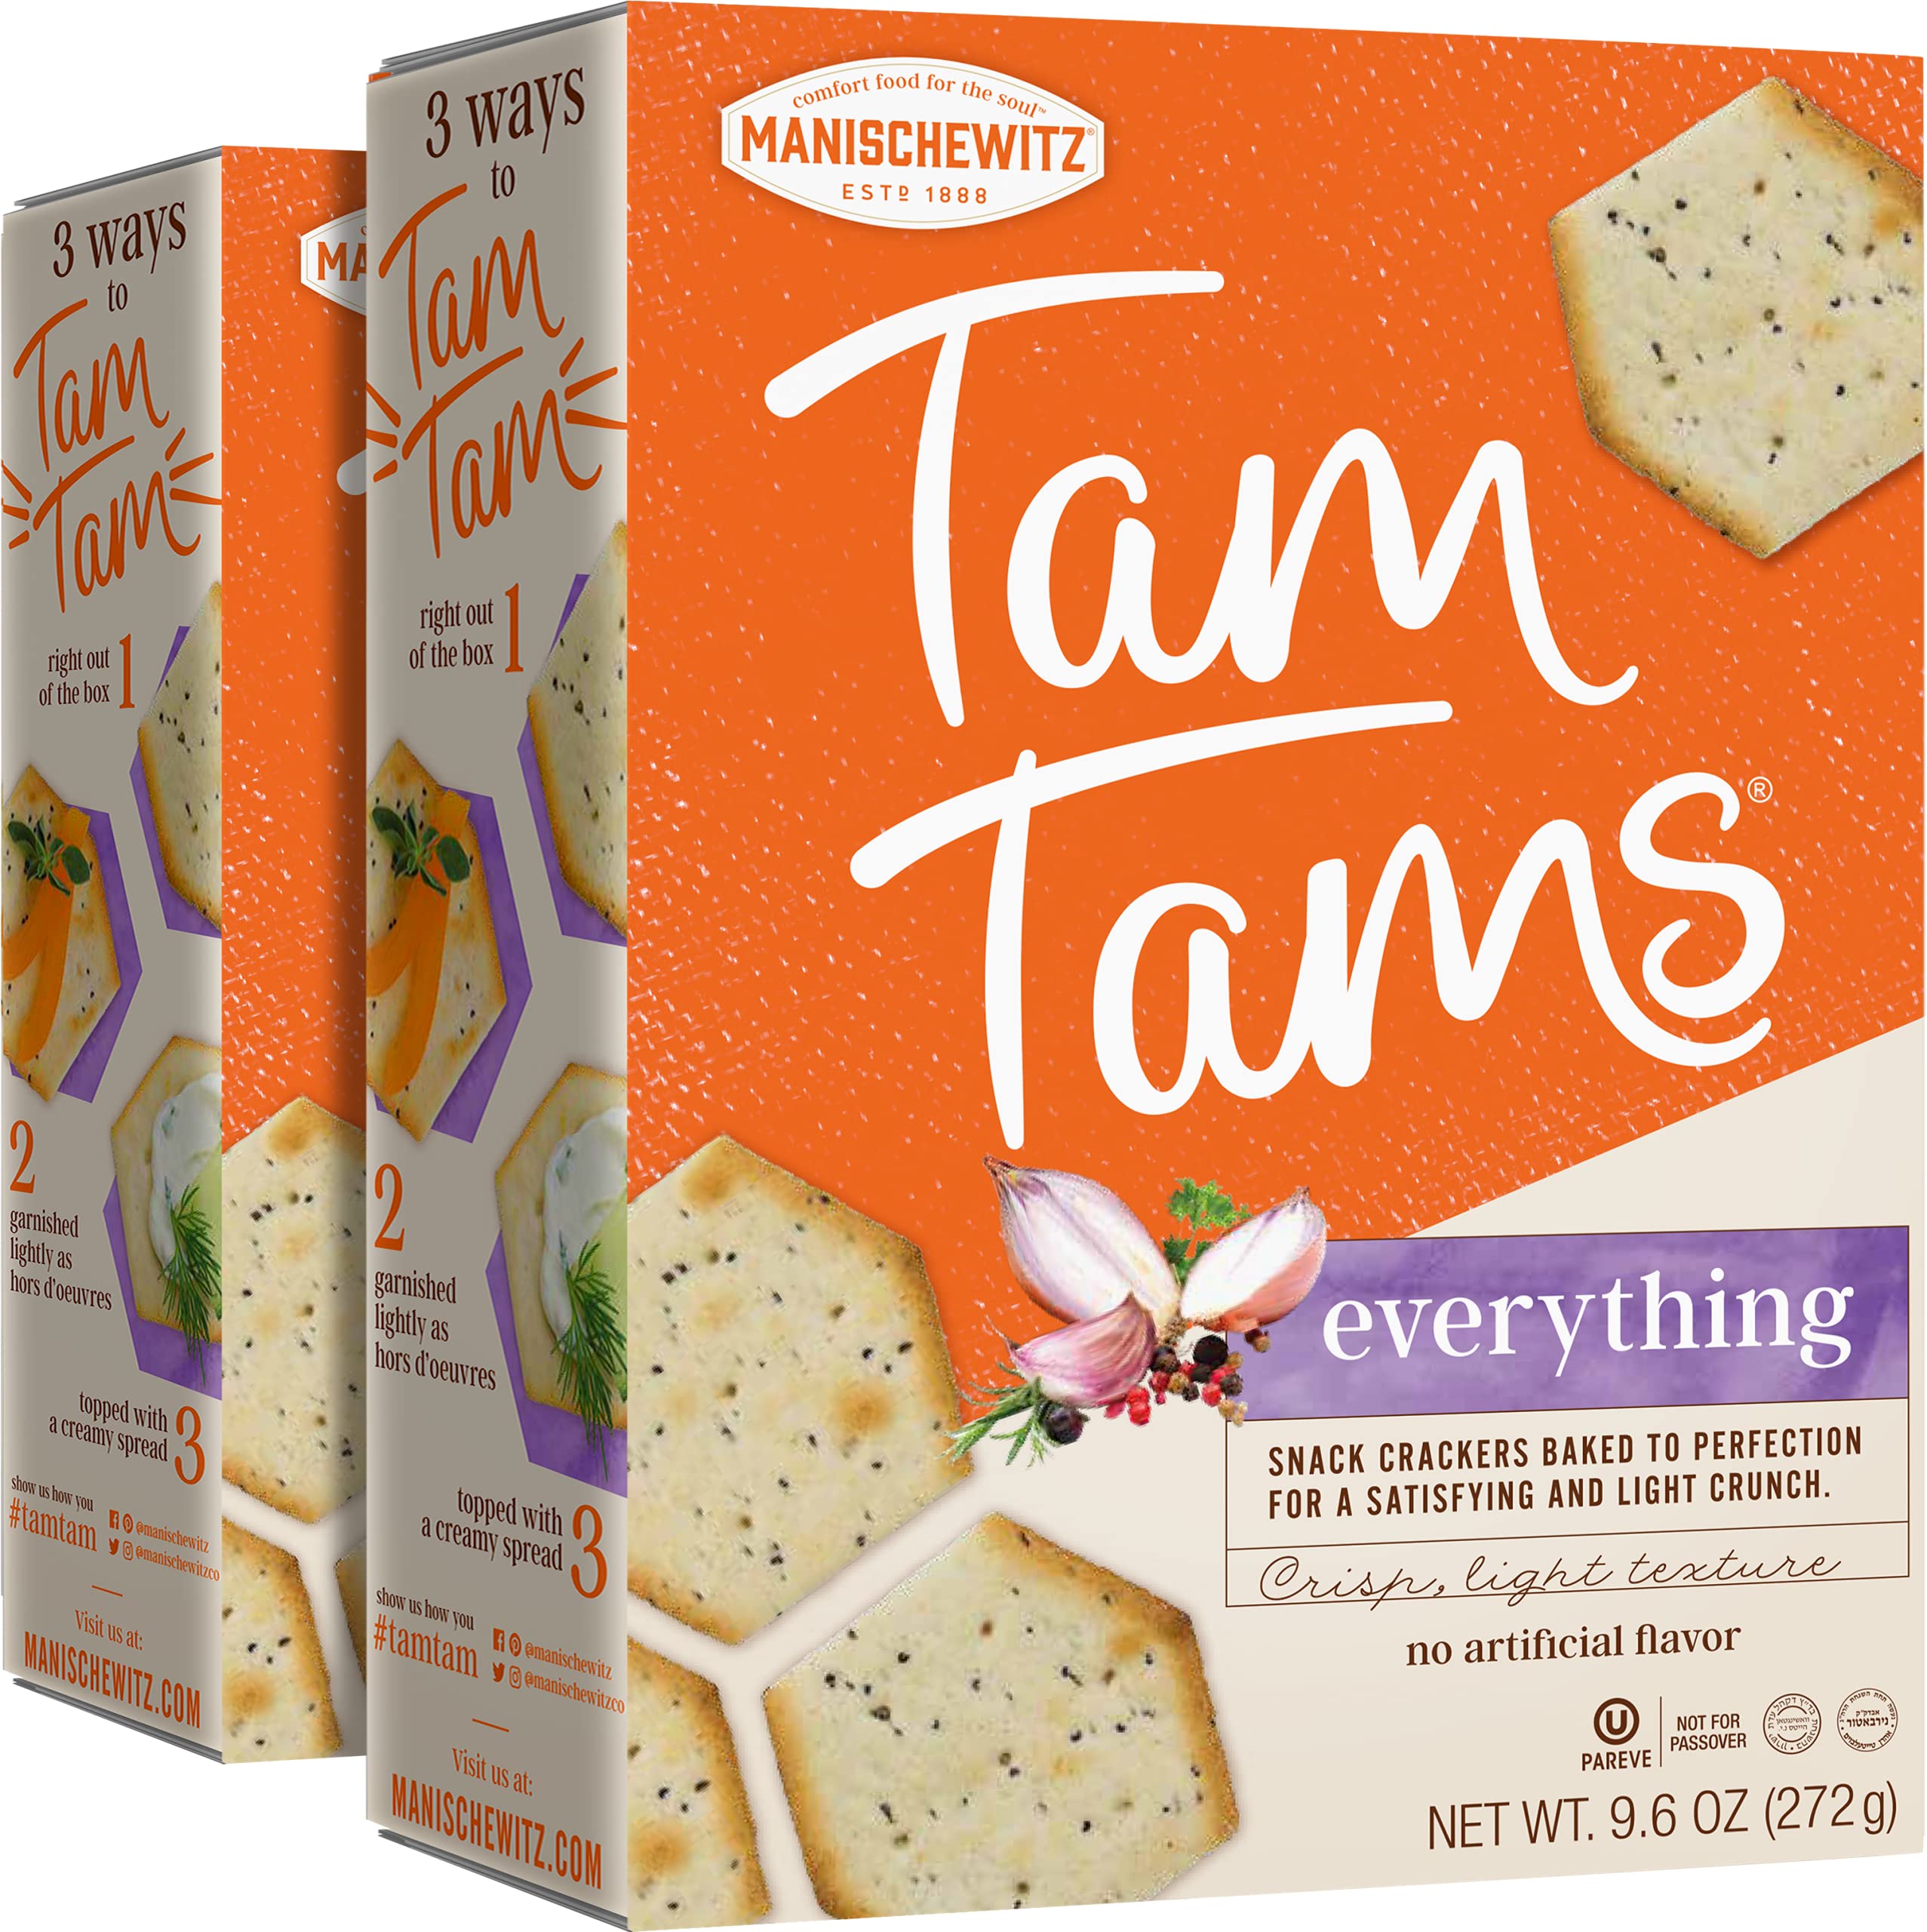 3 ways
to
Tam
Tam
right out
of the box 1
2
garnished
lightly as
hors d'oeuvres
topped with
a creamy spread 3
show us how you
#tamtam
@manischewitz
@manischewitzco
Visit us at:
MANISCHEWITZ.COM
MA
3 ways
to
Tam
Tam
right out
of the box 1
2
garnished
lightly as
hors d'oeuvres
topped with
a creamy spread 3
show us how you
#tamtam
@manischewitz
@manischewitzco
Visit us at:
MANISCHEWITZ.COM
comfort food for the soul™
MANISCHEWITZ®
ESTD 1888
Tam
Tams®
everything
SNACK CRACKERS BAKED TO PERFECTION
FOR A SATISFYING AND LIGHT CRUNCH.
Crisp, light texture
no artificial flavor
U
PAREVE
NOT FOR
PASSOVER
NET WT. 9.6 OZ (272 g)